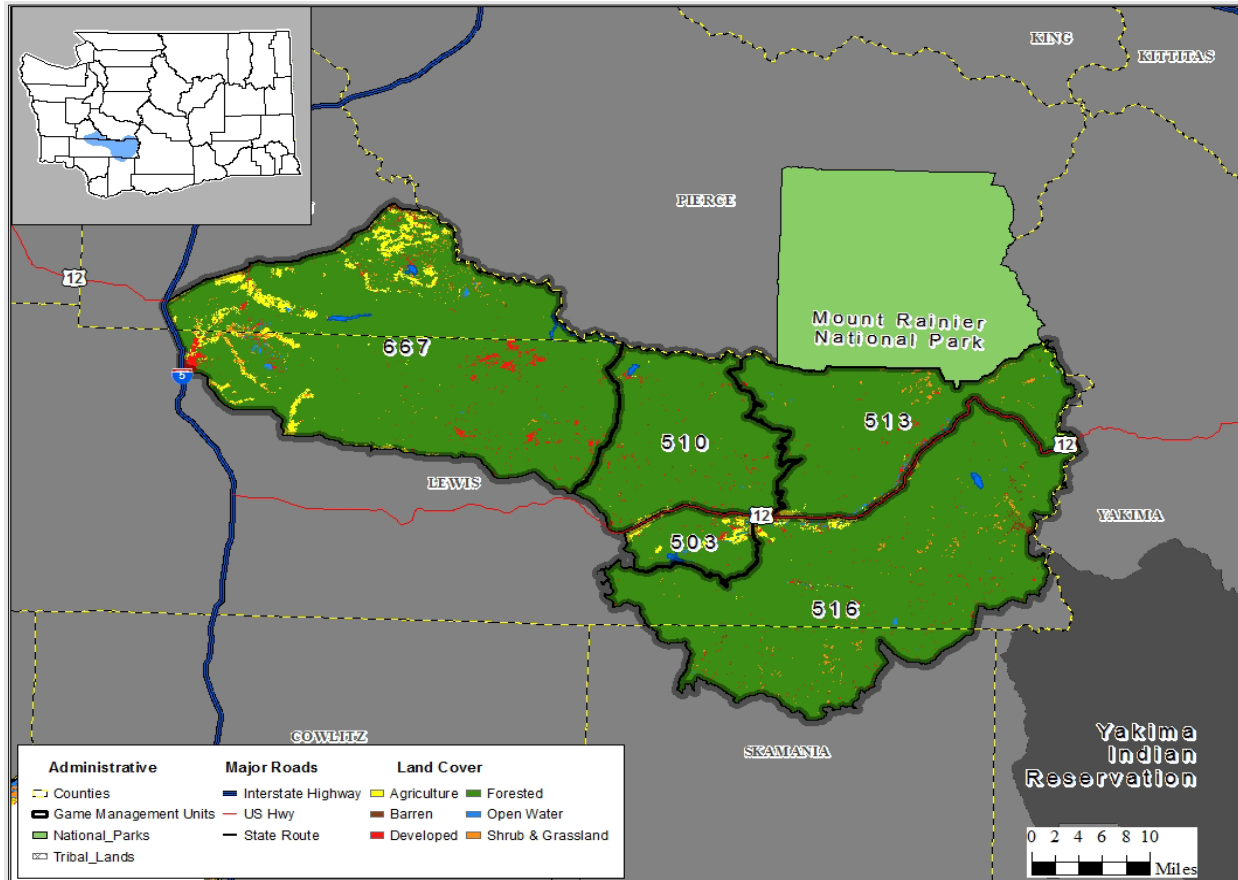 KING
KITTITAS
PIERCE
12
Mount Rainier
National Park
667
5
513
510
12
LEWIS
12
YAKIMA
503
516
COWLITZ
SKAMANIA
Yakima
Indian
Reservation
Administrative
Counties
Game Management Units
National_Parks
Tribal_Lands
Major Roads
Interstate Highway
US Hwy
State Route
Land Cover
Agriculture
Barren
Developed
Forested
Open Water
Shrub & Grassland
0 2 4 6 8 10
Miles